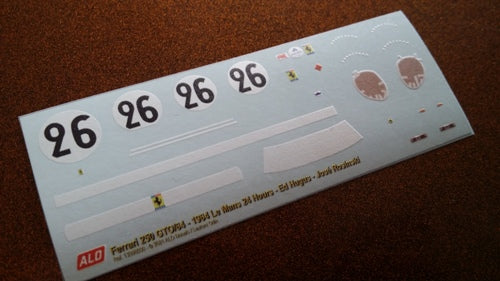 26 26 26 26
Ferrari 250 GTO/64 - 1964 Le Mans 24 Hours - Ed Hugus - José Rosinski
ALO